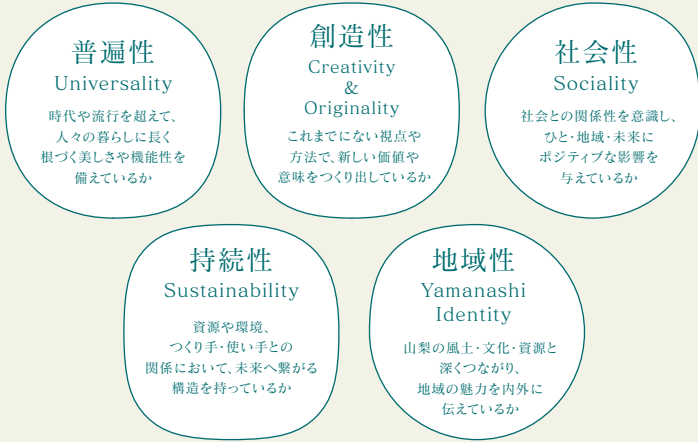 普遍性
Universality
時代や流行を超えて、
人々の暮らしに長く
根づく美しさや機能性を
備えているか
創造性
Creativity
&
Originality
これまでにない視点や
方法で、新しい価値や
意味をつくり出しているか
社会性
Sociality
社会との関係性を意識し、
ひと・地域・未来に
ポジティブな影響を
与えているか
持続性
Sustainability
資源や環境、
つくり手・使い手との
関係において、未来へ繋がる
構造を持っているか
地域性
Yamanashi
Identity
山梨の風土・文化・資源と
深くつながり、
地域の魅力を内外に
伝えているか